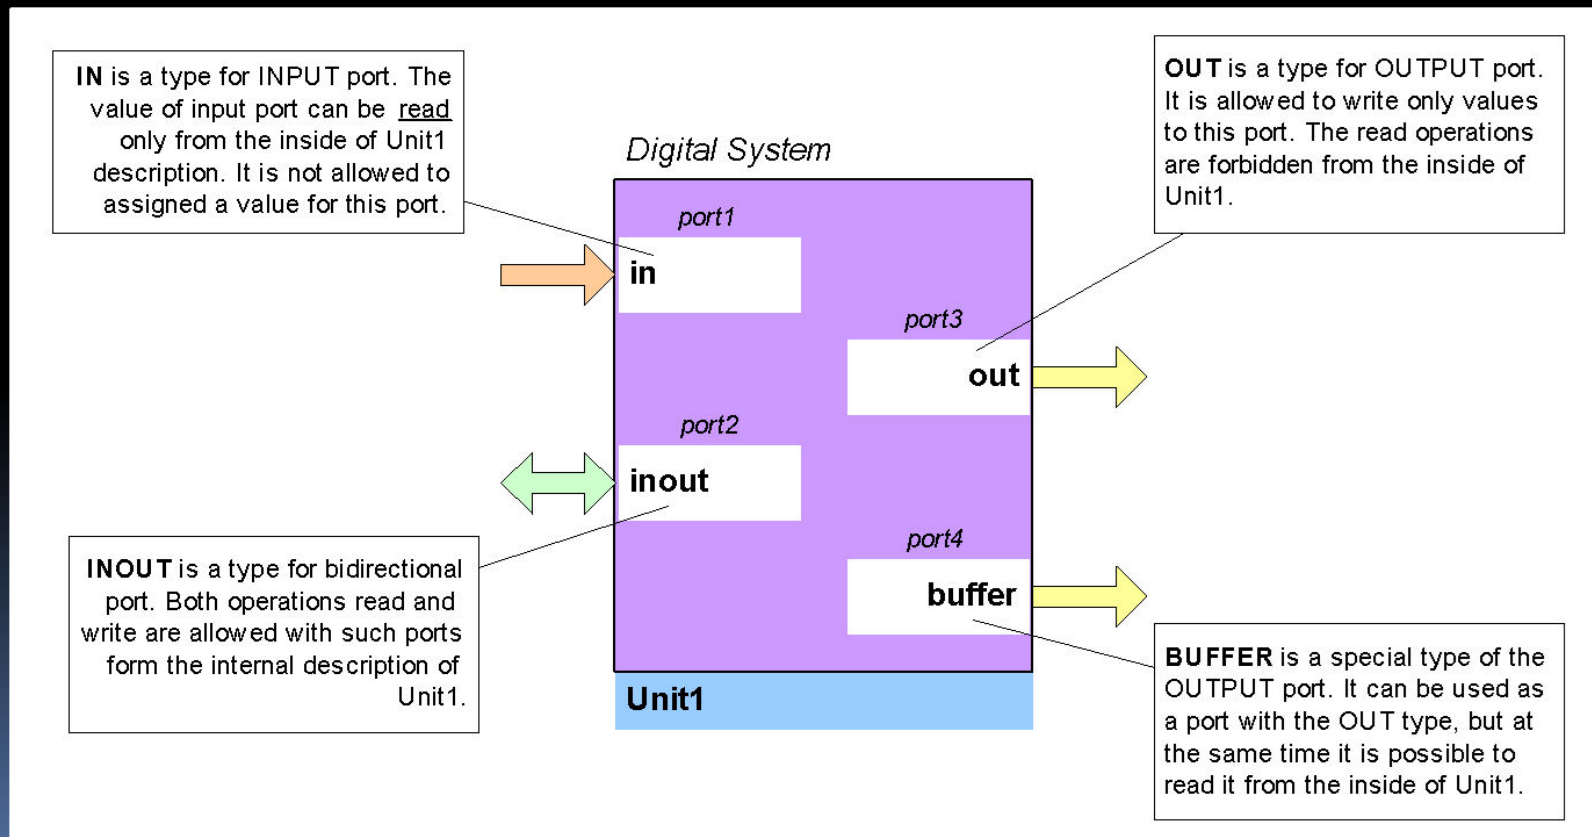 IN is a type for INPUT port. The
value of input port can be read
only from the inside of Unit1
description. It is not allowed to
assigned a value for this port.
OUT is a type for OUTPUT port.
It is allowed to write only values
to this port. The read operations
are forbidden from the inside of
Unit1.
Digital System
port1
in
port3
out
port2
inout
port4
buffer
Unit1
INOUT is a type for bidirectional
port. Both operations read and
write are allowed with such ports
form the internal description of
Unit1.
BUFFER is a special type of the
OUTPUT port. It can be used as
a port with the OUT type, but at
the same time it is possible to
read it from the inside of Unit1.